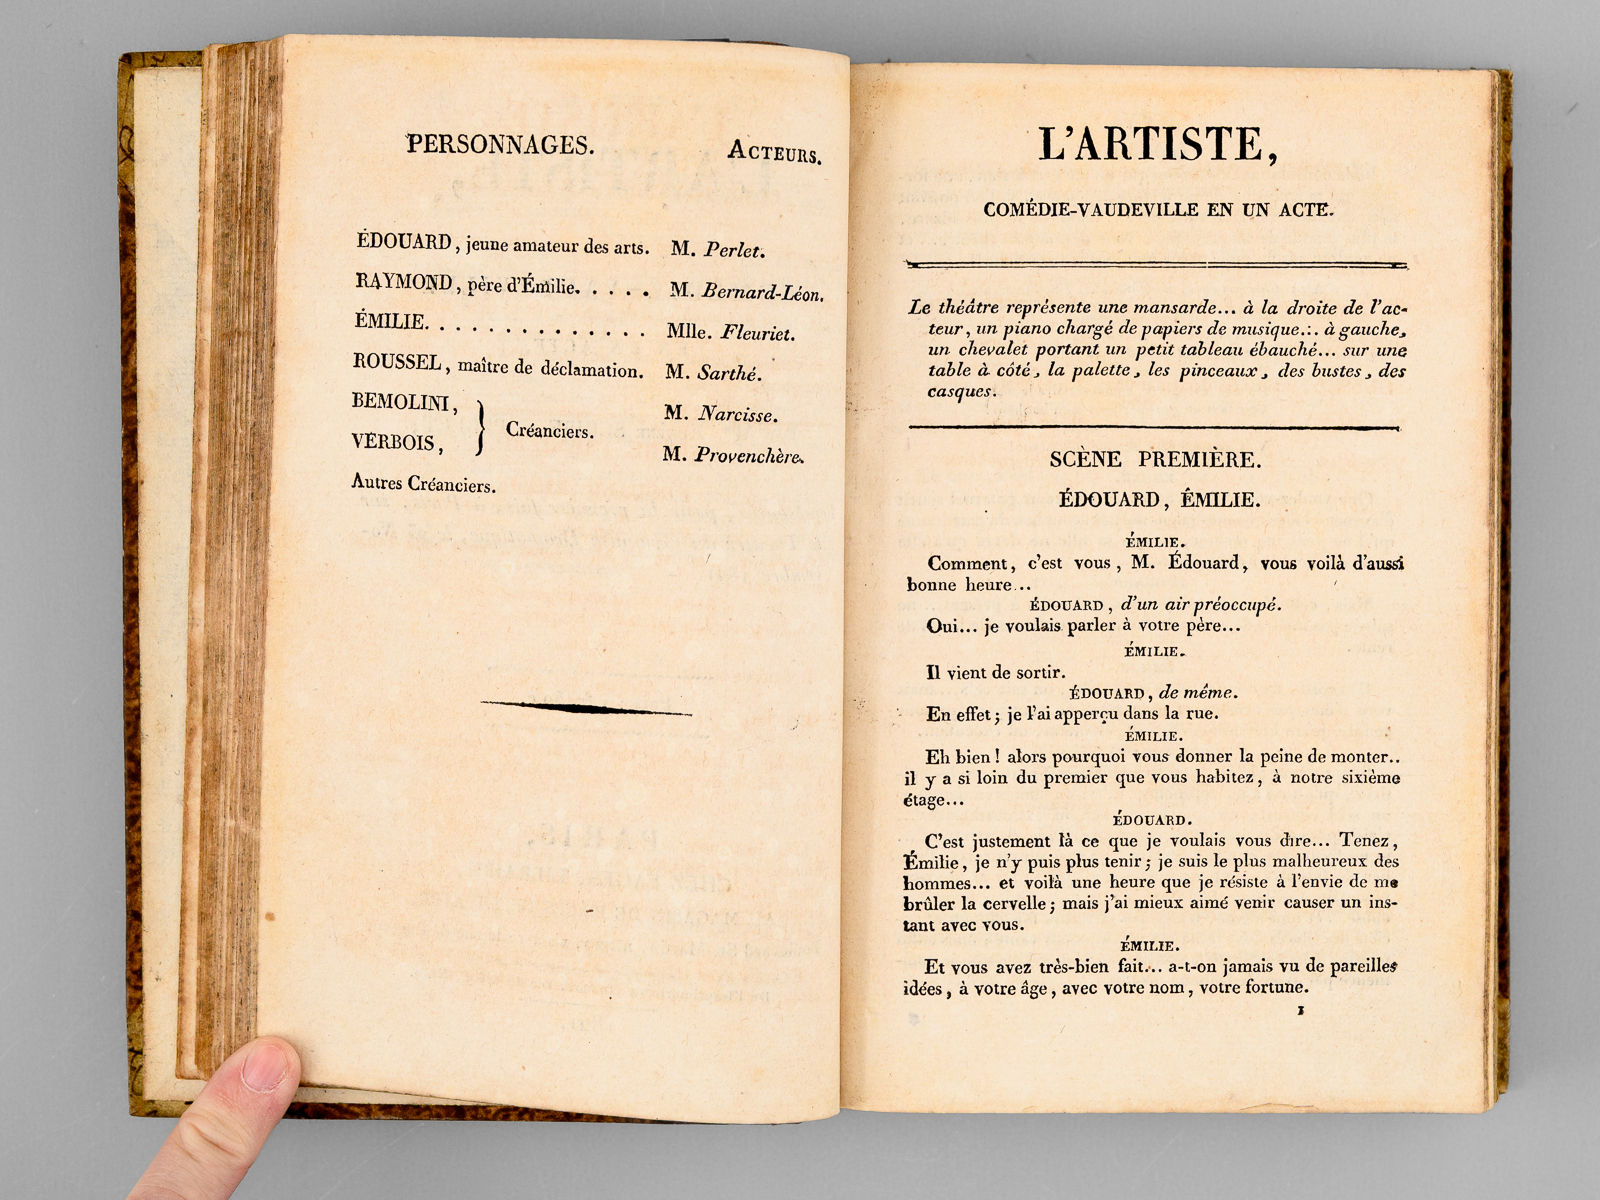 PERSONNAGES. ACTEURS.
ÉDOUARD, jeune amateur des arts. M. Perlet.
RAYMOND, père d'Émilie. . . . . M. Bernard-Léon.
ÉMILIE. . . . . . . . . . . . . . Mlle. Fleuriet.
ROUSSEL, maître de déclamation. M. Sarthé.
BEMOLINI, M. Narcisse.
} Créanciers.
VERBOIS, M. Provenchère.
Autres Créanciers.
L'ARTISTE,
COMÉDIE-VAUDEVILLE EN UN ACTE.
Le théâtre représente une mansarde... à la droite de l'ac-
teur, un piano chargé de papiers de musique... à gauche,
un chevalet portant un petit tableau ébauché... sur une
table à côté, la palette, les pinceaux, des bustes, des
casques.
SCÈNE PREMIÈRE.
ÉDOUARD, ÉMILIE.
ÉMILIE.
Comment, c'est vous, M. Édouard, vous voilà d'aussi
bonne heure...
ÉDOUARD, d'un air préoccupé.
Oui... je voulais parler à votre père...
ÉMILIE.
Il vient de sortir.
ÉDOUARD, de même.
En effet; je l'ai apperçu dans la rue.
ÉMILIE.
Eh bien! alors pourquoi vous donner la peine de monter..
il y a si loin du premier que vous habitez, à notre sixième
étage...
ÉDOUARD.
C'est justement là ce que je voulais vous dire... Tenez,
Émilie, je n'y puis plus tenir; je suis le plus malheureux des
hommes... et voilà une heure que je résiste à l'envie de me
brûler la cervelle; mais j'ai mieux aimé venir causer un ins-
tant avec vous.
ÉMILIE.
Et vous avez très-bien fait... a-t-on jamais vu de pareilles
idées, à votre âge, avec votre nom, votre fortune.
1